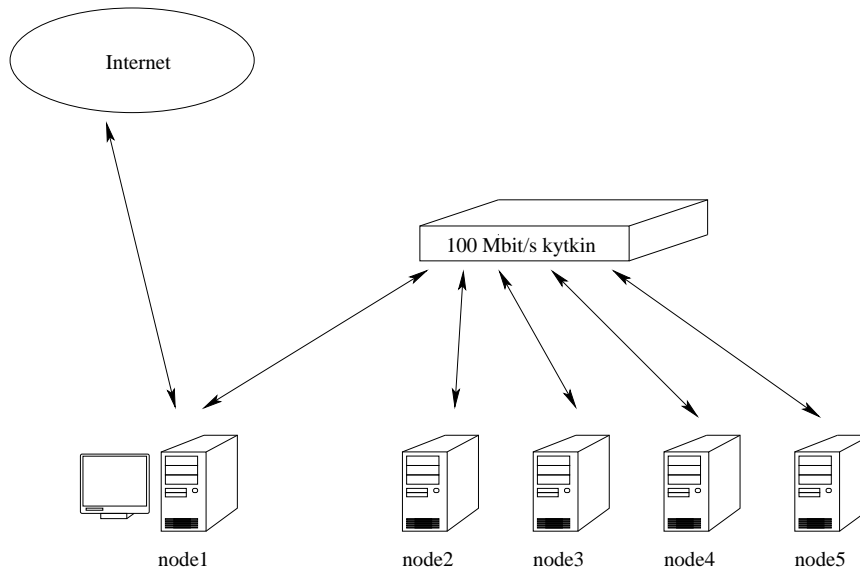 Internet
100 Mbit/s kytkin
node1
node2
node3
node4
node5